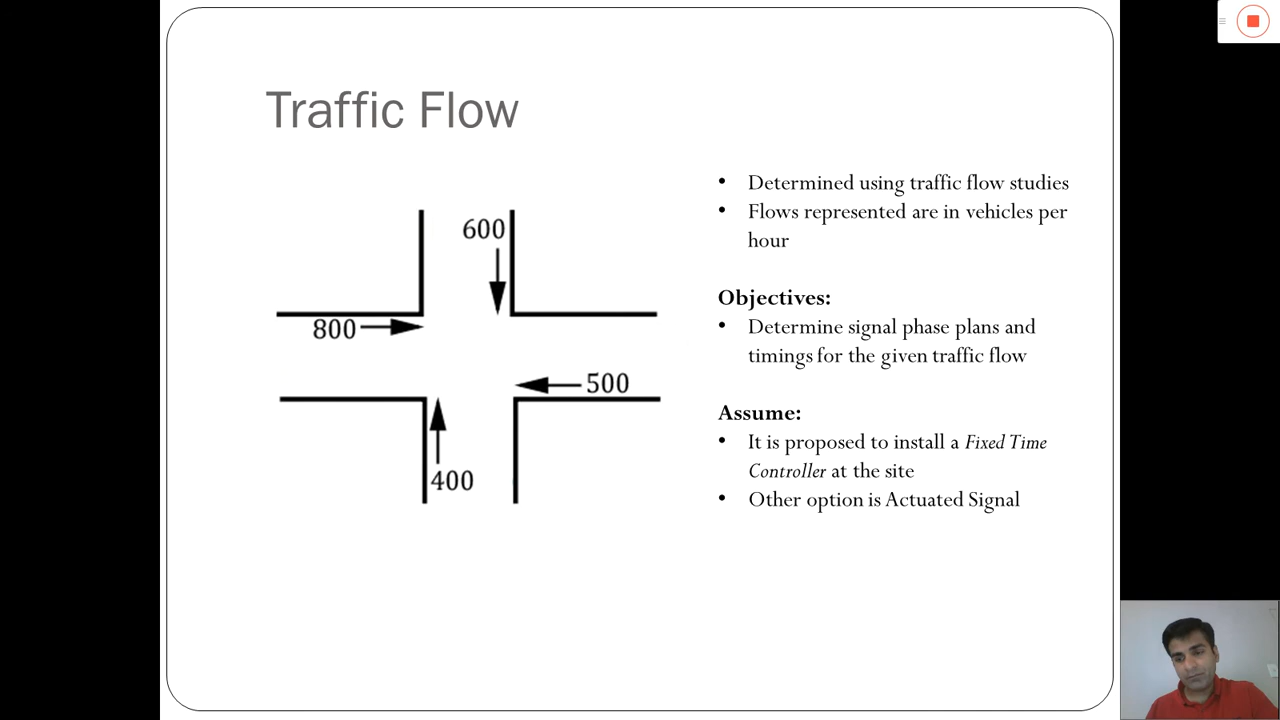 Traffic Flow
600
800
500
400
• Determined using traffic flow studies
• Flows represented are in vehicles per
hour
Objectives:
• Determine signal phase plans and
timings for the given traffic flow
Assume:
• It is proposed to install a Fixed Time
Controller at the site
• Other option is Actuated Signal